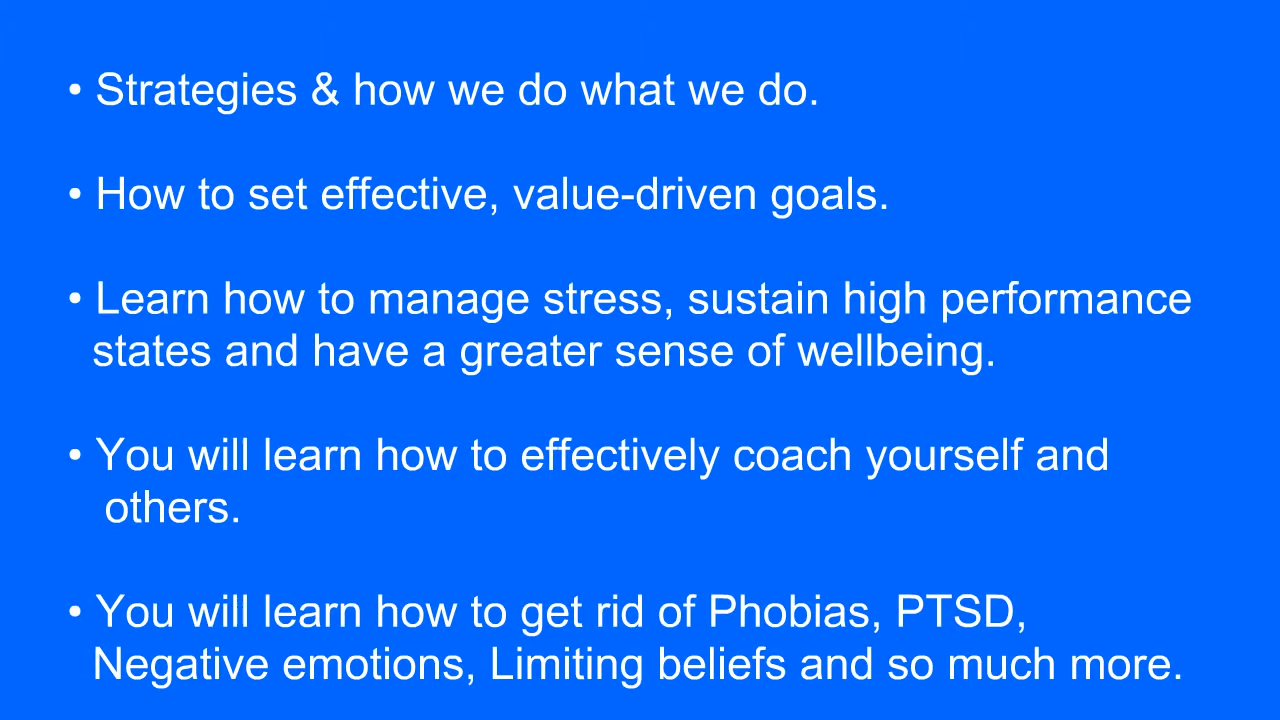 • Strategies & how we do what we do.
• How to set effective, value-driven goals.
• Learn how to manage stress, sustain high performance
states and have a greater sense of wellbeing.
• You will learn how to effectively coach yourself and
others.
• You will learn how to get rid of Phobias, PTSD,
Negative emotions, Limiting beliefs and so much more.